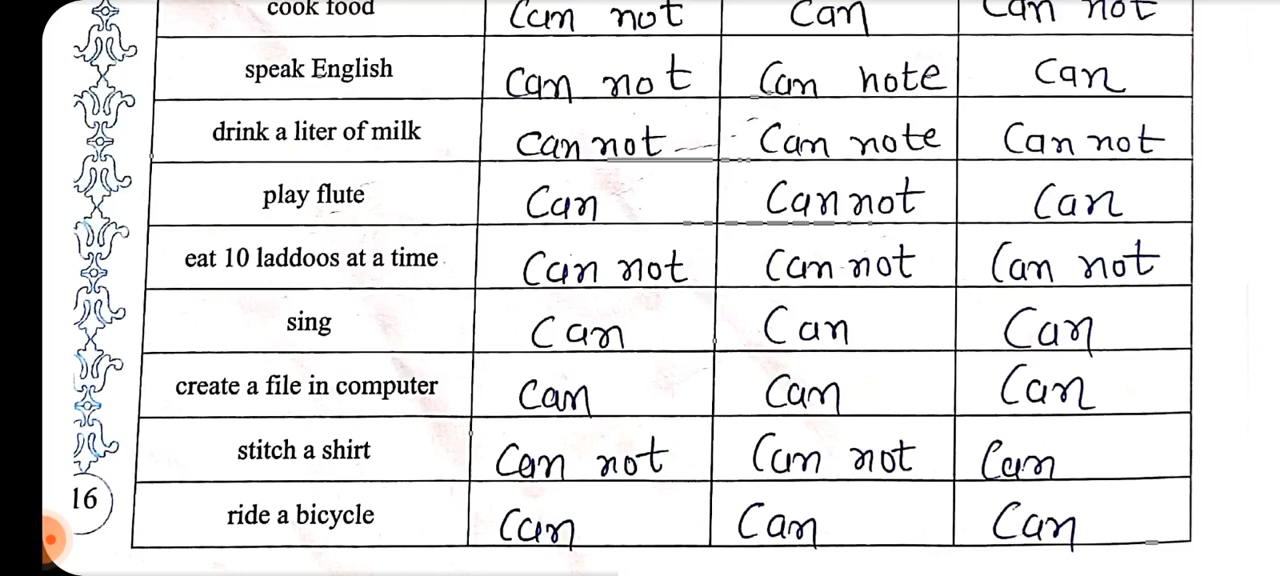 cook food Can not Can Can not
speak English Can not Can note Can
drink a liter of milk Can not Can note Can not
play flute Can Can not Can
eat 10 laddoos at a time Can not Can not Can not
sing Can Can Can
create a file in computer Can Can Can
stitch a shirt Can not Can not Can
ride a bicycle Can Can Can
16